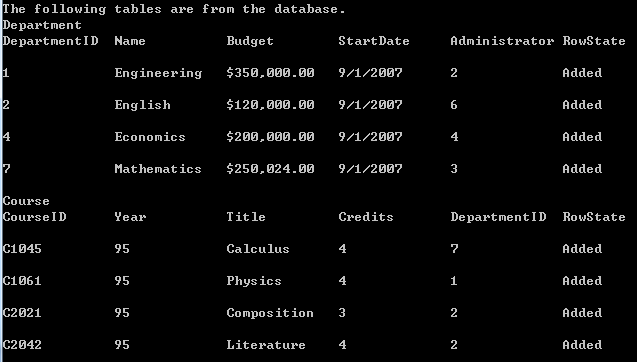 The following tables are from the database.
Department
DepartmentID Name Budget StartDate Administrator RowState
1 Engineering $350,000.00 9/1/2007 2 Added
2 English $120,000.00 9/1/2007 6 Added
4 Economics $200,000.00 9/1/2007 4 Added
7 Mathematics $250,024.00 9/1/2007 3 Added
Course
CourseID Year Title Credits DepartmentID RowState
C1045 95 Calculus 4 7 Added
C1061 95 Physics 4 1 Added
C2021 95 Composition 3 2 Added
C2042 95 Literature 4 2 Added